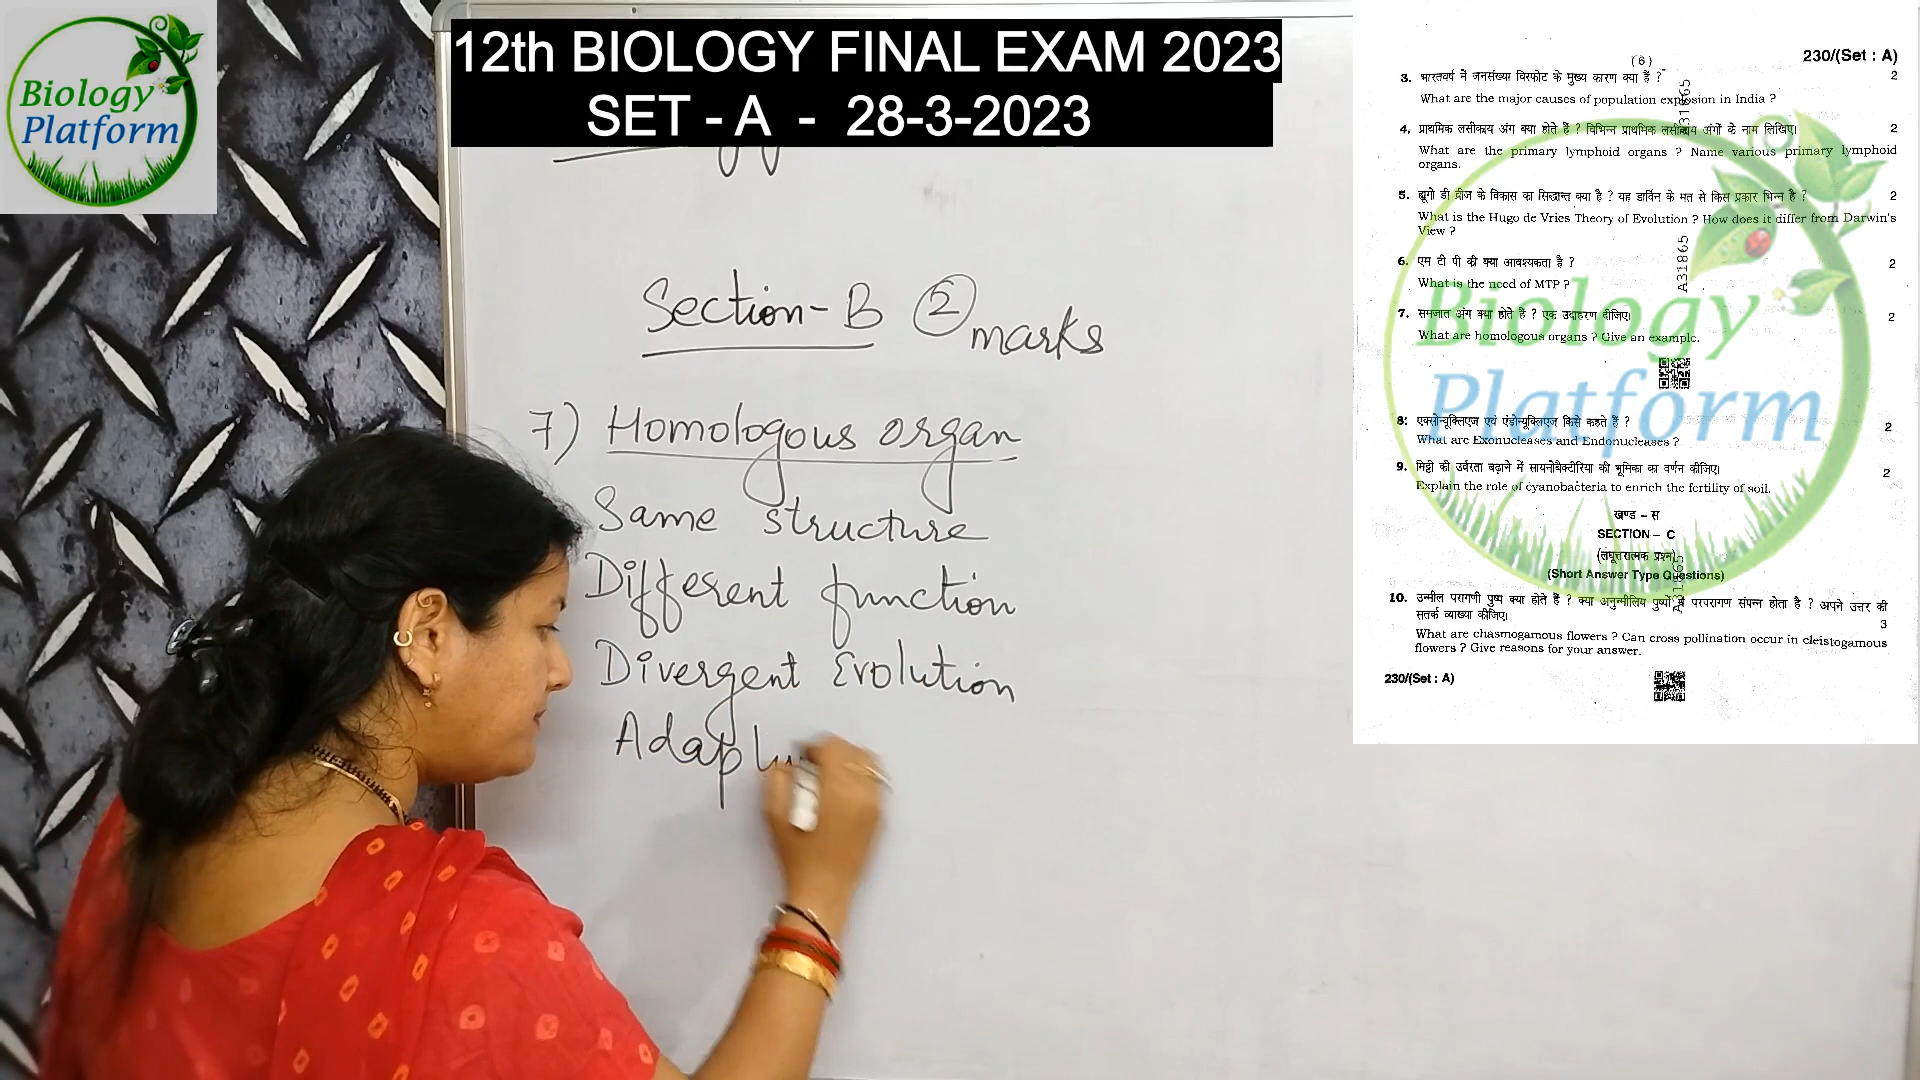 Biology
Platform
12th BIOLOGY FINAL EXAM 2023
SET - A - 28-3-2023
Section-B 2 marks
7) Homologous organ
Same structure
Different function
Divergent Evolution
(6)
230/(Set : A)
3. भारतवर्ष में जनसंख्या विस्फोट के मुख्य कारण क्या हैं ? 2
What are the major causes of population explosion in India ?
4. प्राथमिक लसीकाय अंग क्या होते हैं ? विभिन्न प्राथमिक लसीकाय अंगों के नाम लिखिए। 2
What are the primary lymphoid organs ? Name various primary lymphoid
organs.
5. ह्यूगो डी व्रीज के विकास का सिद्धान्त क्या है ? यह डार्विन के मत से किस प्रकार भिन्न है ? 2
What is the Hugo de Vries Theory of Evolution ? How does it differ from Darwin's
View ?
6. एम टी पी की क्या आवश्यकता है ? 2
What is the need of MTP ?
A31865
7. समजात अंग क्या होते हैं ? एक उदाहरण दीजिए। 2
What are homologous organs ? Give an example.
Biology
Platform
8. एक्सोन्यूक्लिएज एवं एंडोन्यूक्लिएज किसे कहते हैं ? 2
What are Exonucleases and Endonucleases ?
9. मिट्टी की उर्वरता बढ़ाने में सायनोबैक्टीरिया की भूमिका का वर्णन कीजिए। 2
Explain the role of cyanobacteria to enrich the fertility of soil.
खण्ड – स
SECTION – C
(लघूत्तरात्मक प्रश्न)
(Short Answer Type Questions)
10. उन्मील परागणी पुष्प क्या होते हैं ? क्या अनुन्मीलिय पुष्पों में परपरागण संपन्न होता है ? अपने उत्तर की
सतर्क व्याख्या कीजिए। 3
What are chasmogamous flowers ? Can cross pollination occur in cleistogamous
flowers ? Give reasons for your answer.
230/(Set : A)